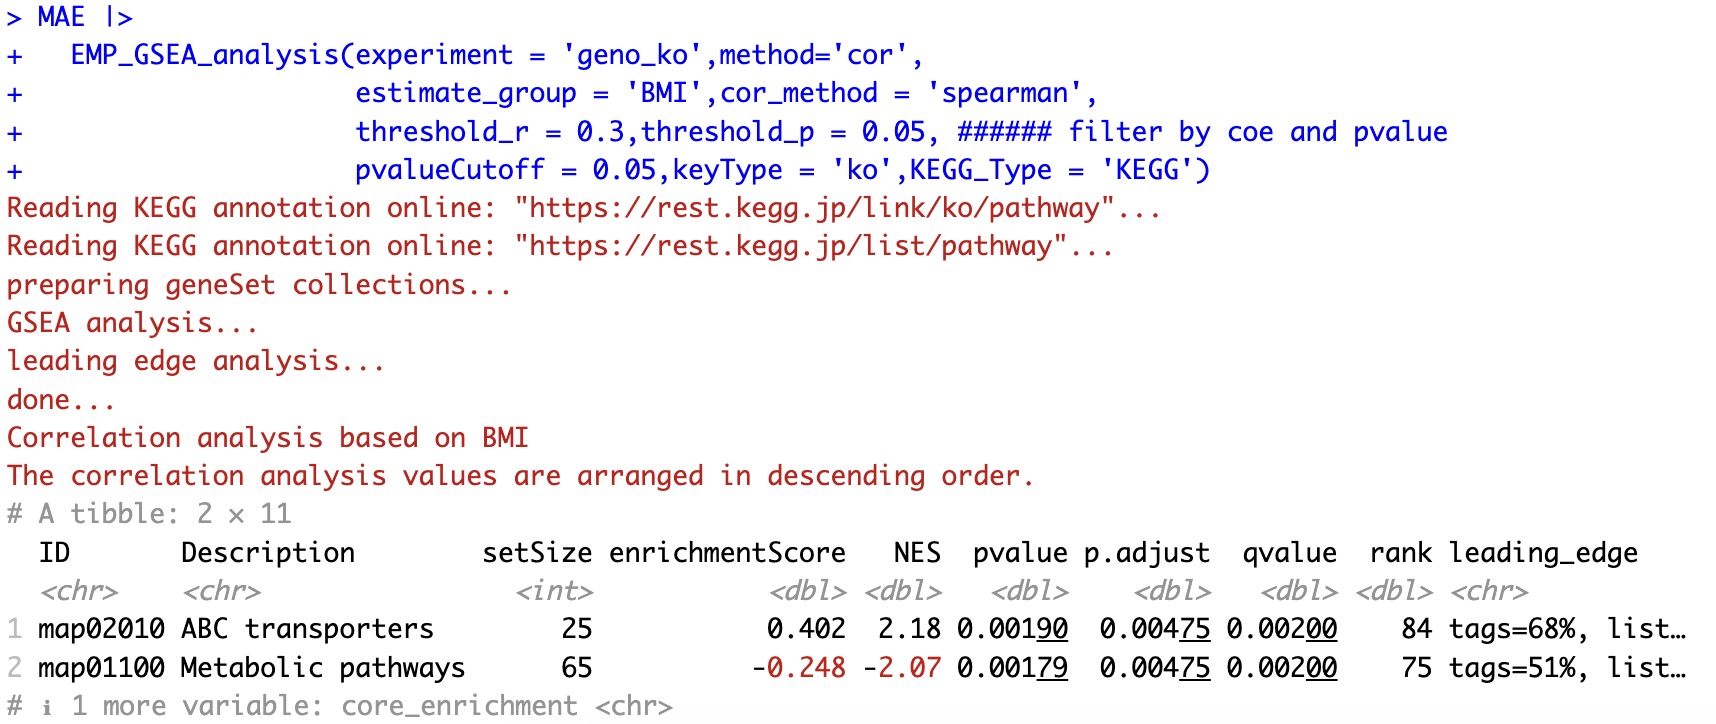 > MAE |>
+   EMP_GSEA_analysis(experiment = 'geno_ko',method='cor',
+                     estimate_group = 'BMI',cor_method = 'spearman',
+                     threshold_r = 0.3,threshold_p = 0.05, ###### filter by coe and pvalue
+                     pvalueCutoff = 0.05,keyType = 'ko',KEGG_Type = 'KEGG')
Reading KEGG annotation online: "https://rest.kegg.jp/link/ko/pathway"...
Reading KEGG annotation online: "https://rest.kegg.jp/list/pathway"...
preparing geneSet collections...
GSEA analysis...
leading edge analysis...
done...
Correlation analysis based on BMI
The correlation analysis values are arranged in descending order.
# A tibble: 2 × 11
  ID       Description        setSize enrichmentScore   NES  pvalue p.adjust  qvalue  rank leading_edge
  <chr>    <chr>                <int>           <dbl> <dbl>   <dbl>    <dbl>   <dbl> <dbl> <chr>
1 map02010 ABC transporters        25           0.402  2.18 0.00190  0.00475 0.00200    84 tags=68%, list…
2 map01100 Metabolic pathways      65          -0.248 -2.07 0.00179  0.00475 0.00200    75 tags=51%, list…
# ℹ 1 more variable: core_enrichment <chr>